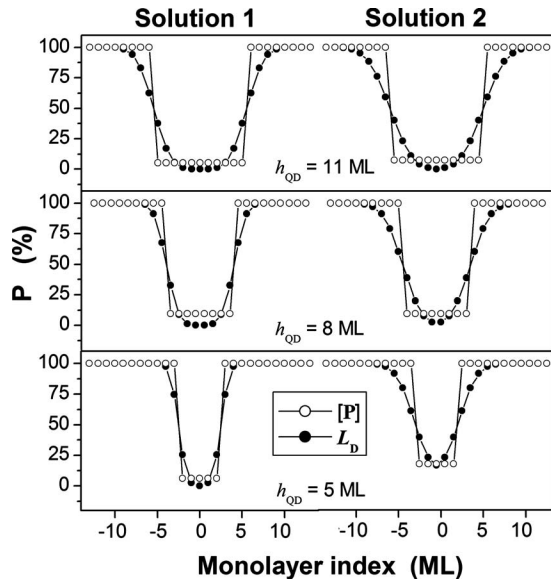 Solution 1 Solution 2
100
75
50
25
0
h_QD = 11 ML
100
75
50
25
0
h_QD = 8 ML
100
75
50
25
0
[P]
L_D
h_QD = 5 ML
P (%)
-10 -5 0 5 10 -10 -5 0 5 10
Monolayer index (ML)